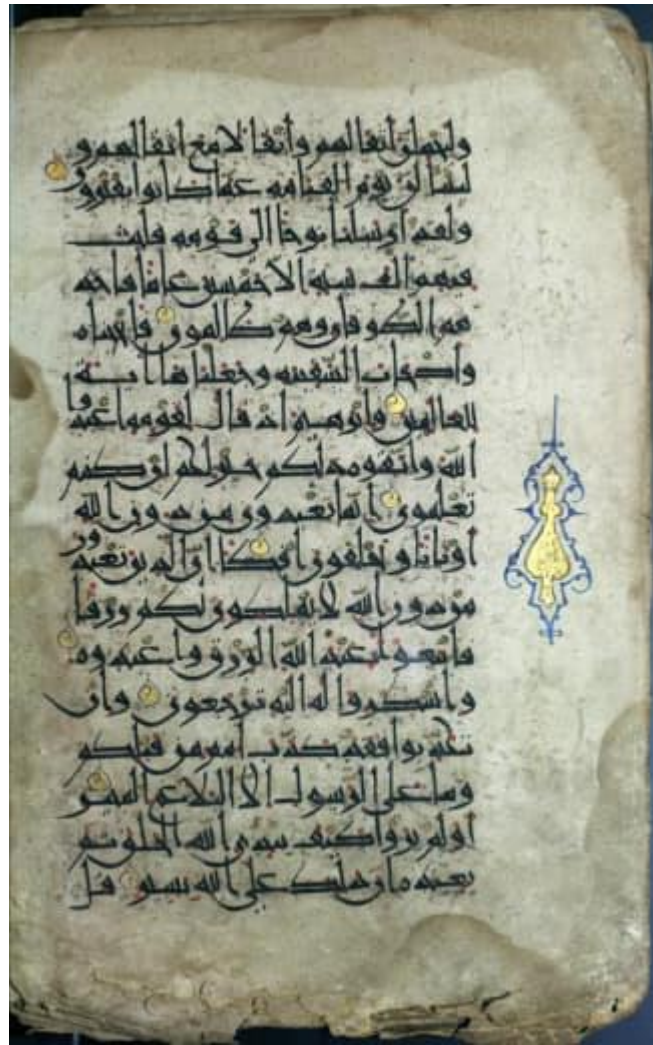 وليحملن أثقالهم وأثقالا مع أثقالهم و
ليسألن يوم القيامة عما كانوا يفترون
ولقد أرسلنا نوحا إلى قومه فلبث
فيهم ألف سنة إلا خمسين عاما فأخذ
هم الطوفان وهم ظالمون فأنجيناه
وأصحاب السفينة وجعلناها آية
للعالمين وإبرهيم إذ قال لقومه اعبدوا
الله واتقوه ذلكم خير لكم إن كنتم
تعلمون إنما تعبدون من دون الله
أوثانا وتخلقون إفكا إن الذين تعبدون
من دون الله لا يملكون لكم رزقا
فابتغوا عند الله الرزق واعبدوه
واشكروا له إليه ترجعون وإن
تكذبوا فقد كذب أمم من قبلكم
وما على الرسول إلا البلاغ المبين
أولم يروا كيف يبدئ الله الخلق ثم
يعيده إن ذلك على الله يسير قل